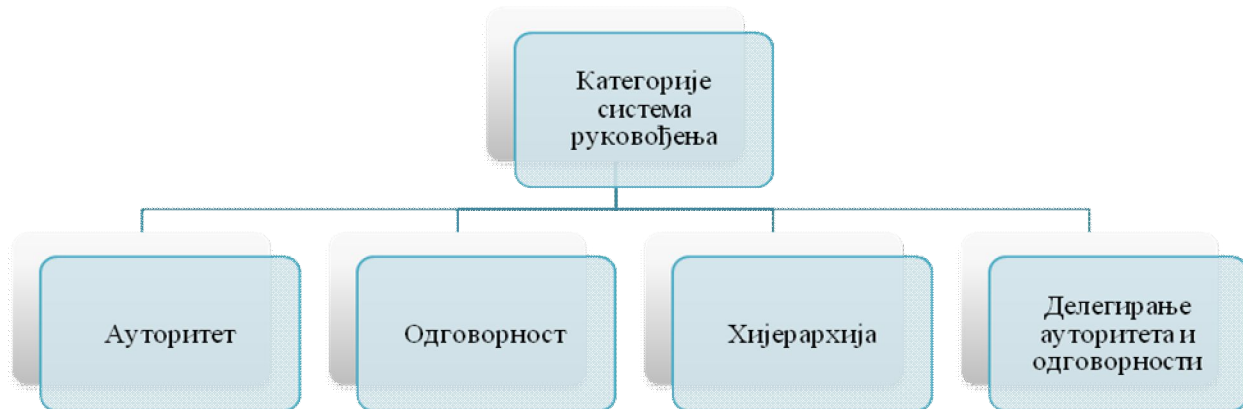 Категорије
система
руковођења
Ауторитет
Одговорност
Хијерархија
Делегирање
ауторитета и
одговорности